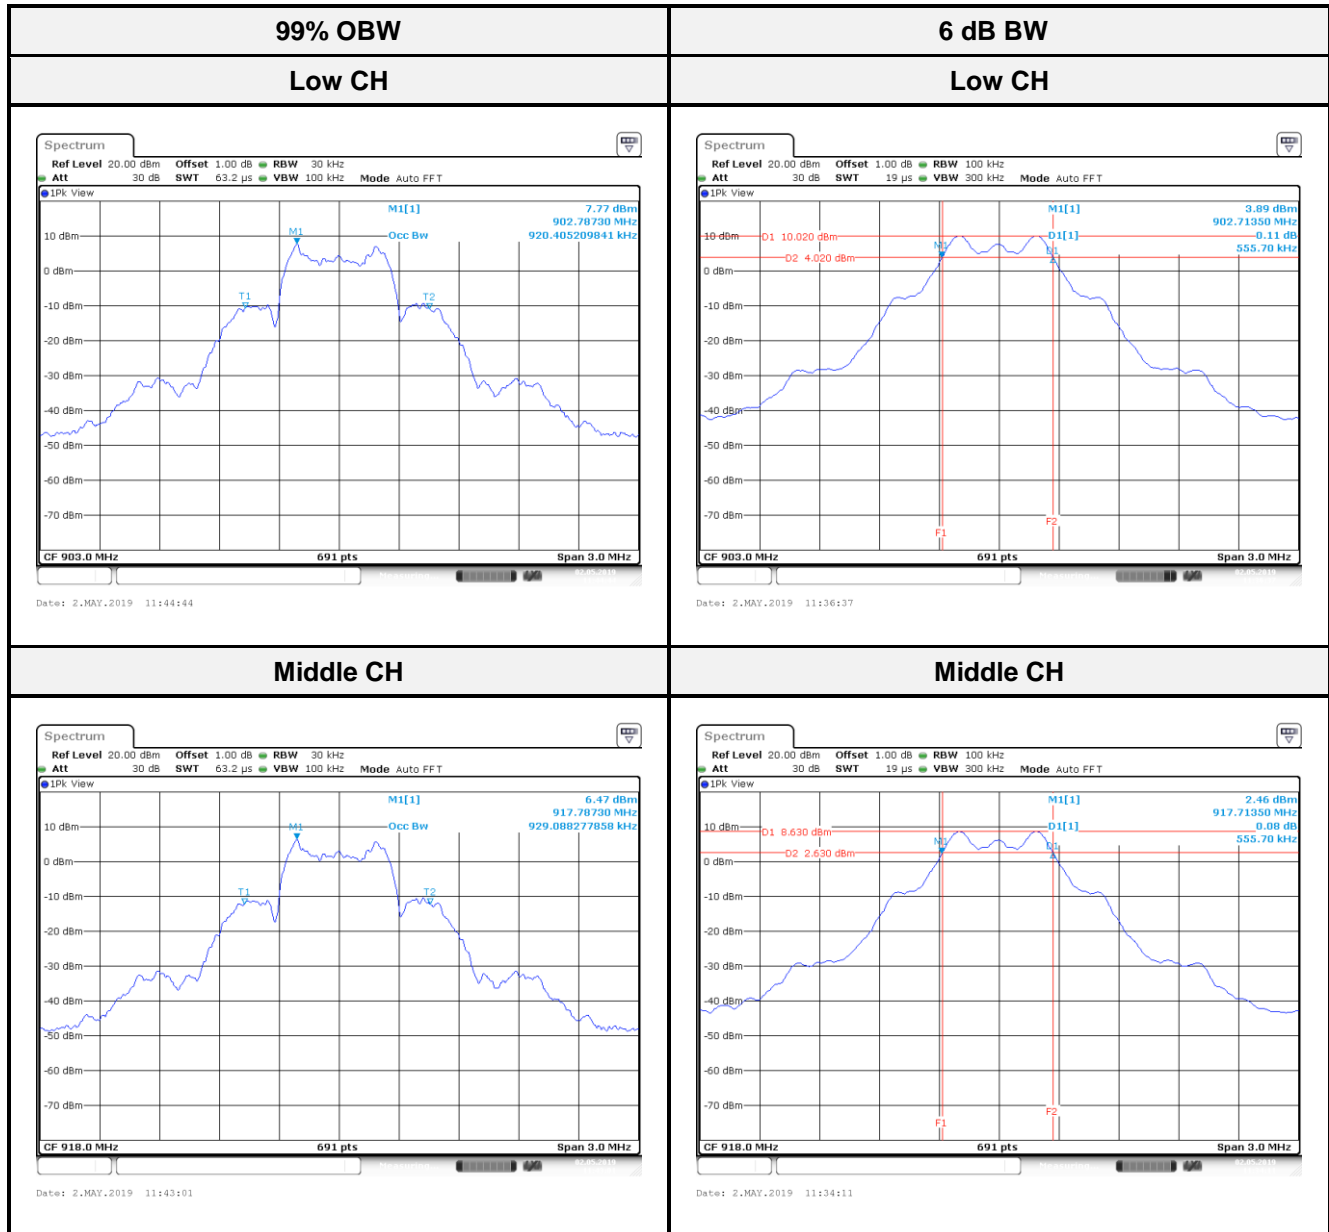 99% OBW
6 dB BW
Low CH
Low CH
Spectrum
Ref Level 20.00 dBm Offset 1.00 dB RBW 30 kHz
Att 30 dB SWT 63.2 µs VBW 100 kHz Mode Auto FFT
1Pk View
M1[1] 7.77 dBm
902.78730 MHz
Occ Bw 920.405209841 kHz
M1
T1
T2
10 dBm
0 dBm
-10 dBm
-20 dBm
-30 dBm
-40 dBm
-50 dBm
-60 dBm
-70 dBm
CF 903.0 MHz 691 pts Span 3.0 MHz
Date: 2.MAY.2019 11:44:44
Spectrum
Ref Level 20.00 dBm Offset 1.00 dB RBW 100 kHz
Att 30 dB SWT 19 µs VBW 300 kHz Mode Auto FFT
1Pk View
M1[1] 3.89 dBm
902.71350 MHz
D1[1] 0.11 dB
555.70 kHz
10 dBm
D1 10.020 dBm
D2 4.020 dBm
M1
D1
0 dBm
-10 dBm
-20 dBm
-30 dBm
-40 dBm
-50 dBm
-60 dBm
-70 dBm
F1
F2
CF 903.0 MHz 691 pts Span 3.0 MHz
02.05.2019
Date: 2.MAY.2019 11:36:37
Middle CH
Middle CH
Spectrum
Ref Level 20.00 dBm Offset 1.00 dB RBW 30 kHz
Att 30 dB SWT 63.2 µs VBW 100 kHz Mode Auto FFT
1Pk View
M1[1] 6.47 dBm
917.78730 MHz
Occ Bw 929.088277858 kHz
M1
T1
T2
10 dBm
0 dBm
-10 dBm
-20 dBm
-30 dBm
-40 dBm
-50 dBm
-60 dBm
-70 dBm
CF 918.0 MHz 691 pts Span 3.0 MHz
Date: 2.MAY.2019 11:43:01
Spectrum
Ref Level 20.00 dBm Offset 1.00 dB RBW 100 kHz
Att 30 dB SWT 19 µs VBW 300 kHz Mode Auto FFT
1Pk View
M1[1] 2.46 dBm
917.71350 MHz
D1[1] 0.08 dB
555.70 kHz
10 dBm
D1 8.630 dBm
D2 2.630 dBm
M1
D1
0 dBm
-10 dBm
-20 dBm
-30 dBm
-40 dBm
-50 dBm
-60 dBm
-70 dBm
F1
F2
CF 918.0 MHz 691 pts Span 3.0 MHz
Date: 2.MAY.2019 11:34:11